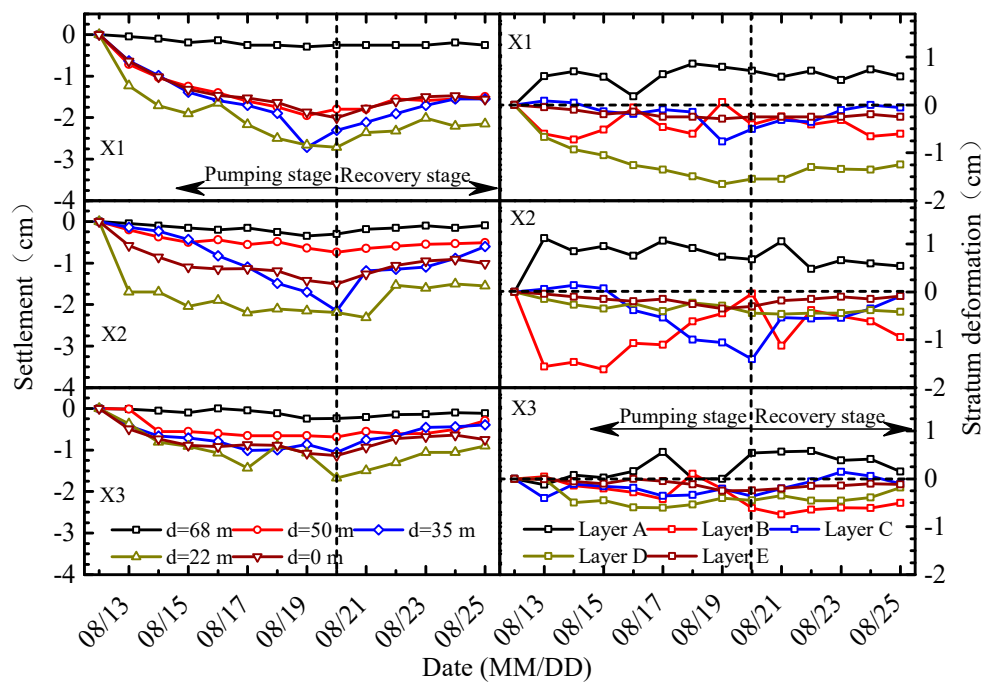 0
-1
-2
-3
-4
X1
Pumping stage
Recovery stage
X1
1
0
-1
-2
0
-1
-2
-3
-4
X2
X2
1
0
-1
-2
0
-1
-2
-3
-4
X3
d=68 m
d=50 m
d=35 m
d=22 m
d=0 m
X3
Pumping stage
Recovery stage
1
0
-1
-2
Layer A
Layer B
Layer C
Layer D
Layer E
Settlement（cm）
Stratum deformation（cm）
08/13
08/15
08/17
08/19
08/21
08/23
08/25
08/13
08/15
08/17
08/19
08/21
08/23
08/25
Date (MM/DD)